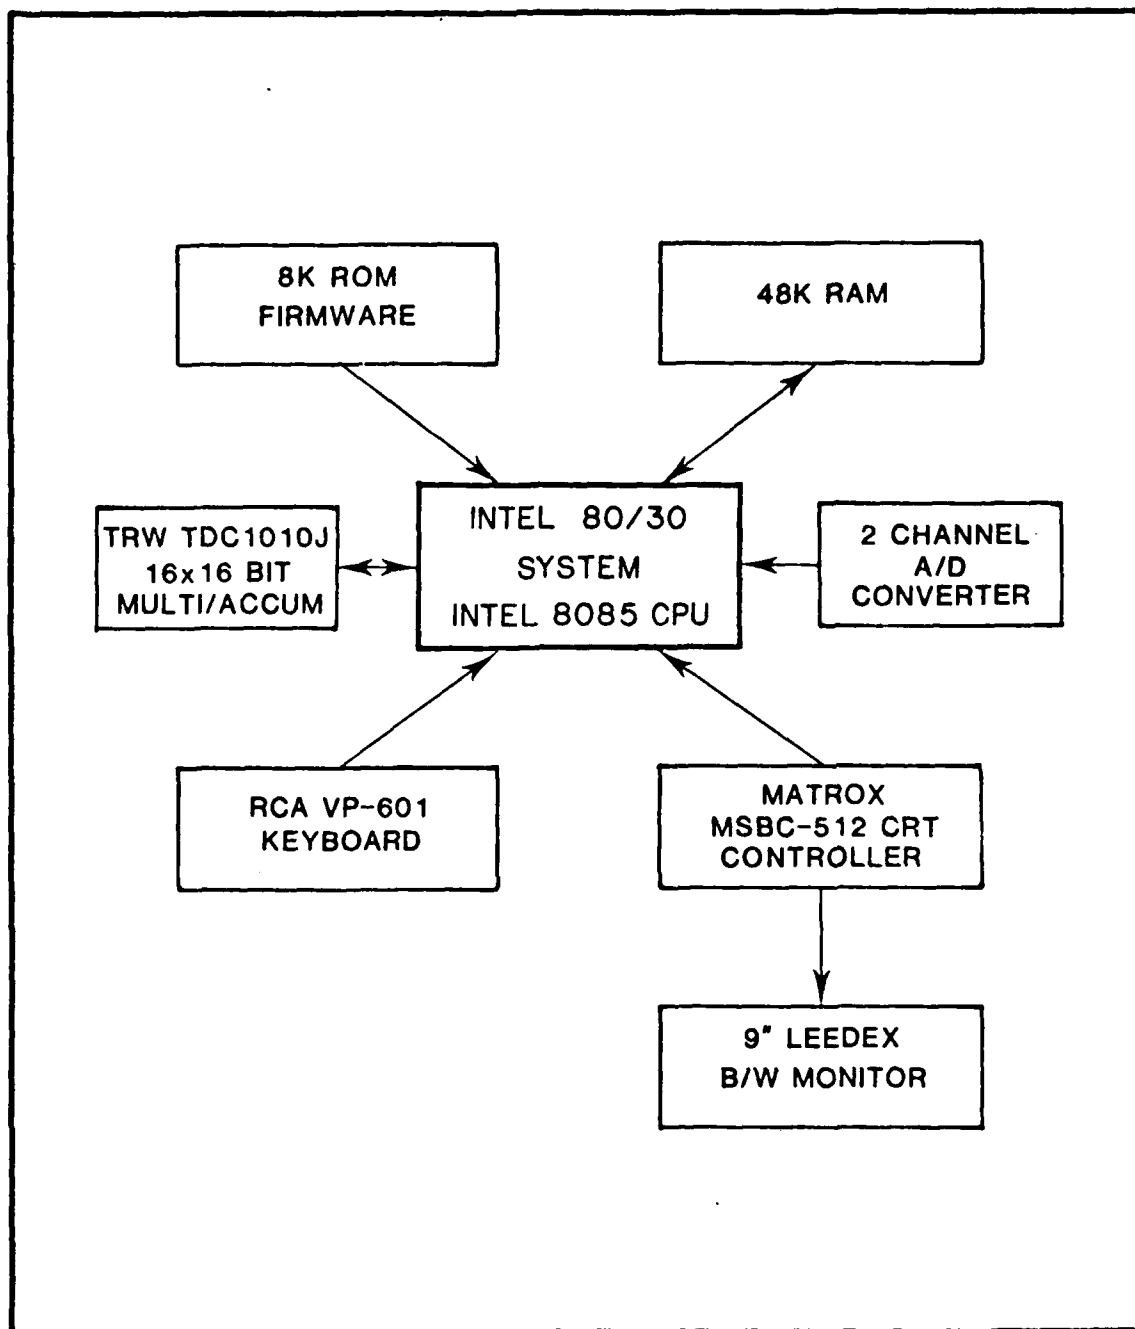 8K ROM
FIRMWARE
48K RAM
TRW TDC1010J
16x16 BIT
MULTI/ACCUM
INTEL 80/30
SYSTEM
INTEL 8085 CPU
2 CHANNEL
A/D
CONVERTER
RCA VP-601
KEYBOARD
MATROX
MSBC-512 CRT
CONTROLLER
9" LEEDEX
B/W MONITOR